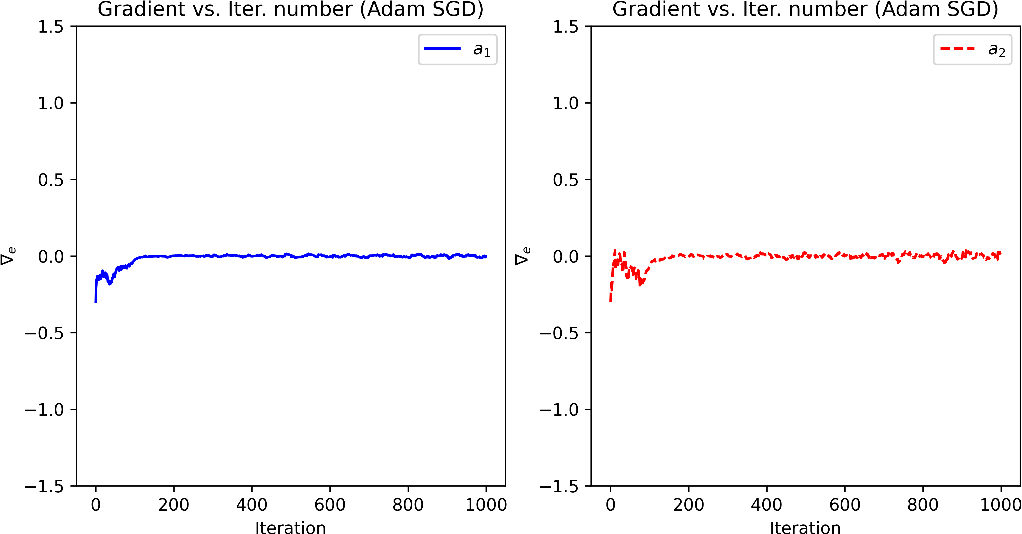 Gradient vs. Iter. number (Adam SGD)
a₁
1.5
1.0
0.5
0.0
−0.5
−1.0
−1.5
∇e
0 200 400 600 800 1000
Iteration
Gradient vs. Iter. number (Adam SGD)
a₂
1.5
1.0
0.5
0.0
−0.5
−1.0
−1.5
∇e
0 200 400 600 800 1000
Iteration